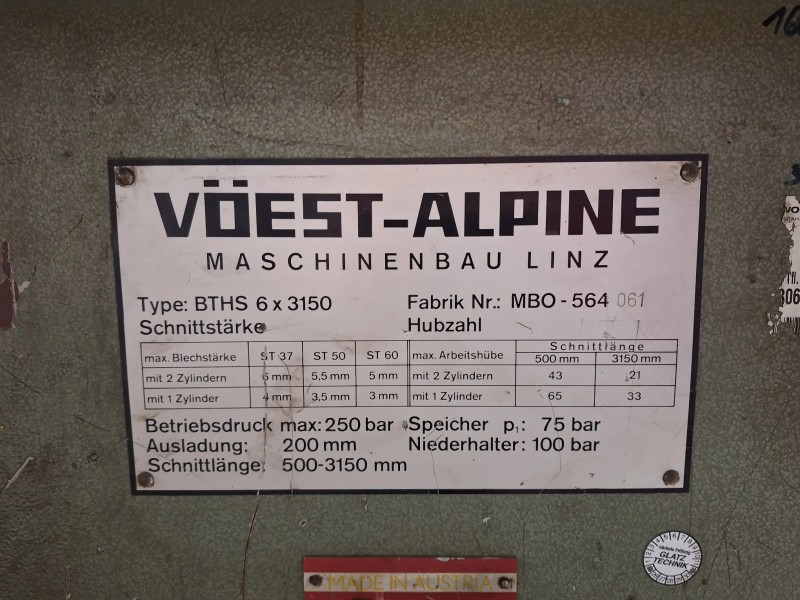 16
VÖEST-ALPINE
MASCHINENBAU LINZ
Type: BTHS 6 x 3150 Fabrik Nr.: MBO - 564 061
Schnittstärke Hubzahl
max. Blechstärke ST 37 ST 50 ST 60 max. Arbeitshübe Schnittlänge
500 mm 3150 mm
mit 2 Zylindern 6 mm 5,5 mm 5 mm mit 2 Zylindern 43 21
mit 1 Zylinder 4 mm 3,5 mm 3 mm mit 1 Zylinder 65 33
Betriebsdruck max: 250 bar Speicher p₁: 75 bar
Ausladung: 200 mm Niederhalter: 100 bar
Schnittlänge: 500-3150 mm
GLATZ
TECHNIK
MADE IN AUSTRIA